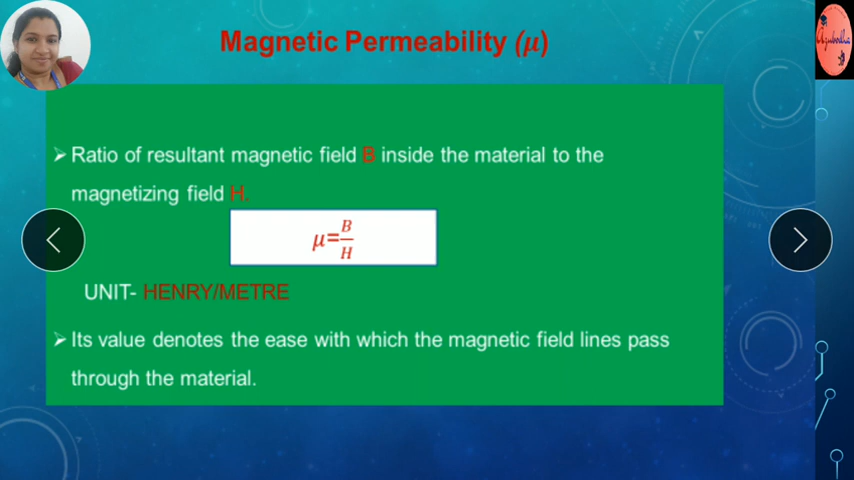 Magnetic Permeability (μ)
➢ Ratio of resultant magnetic field B inside the material to the
magnetizing field H.
μ=B/H
UNIT- HENRY/METRE
➢ Its value denotes the ease with which the magnetic field lines pass
through the material.